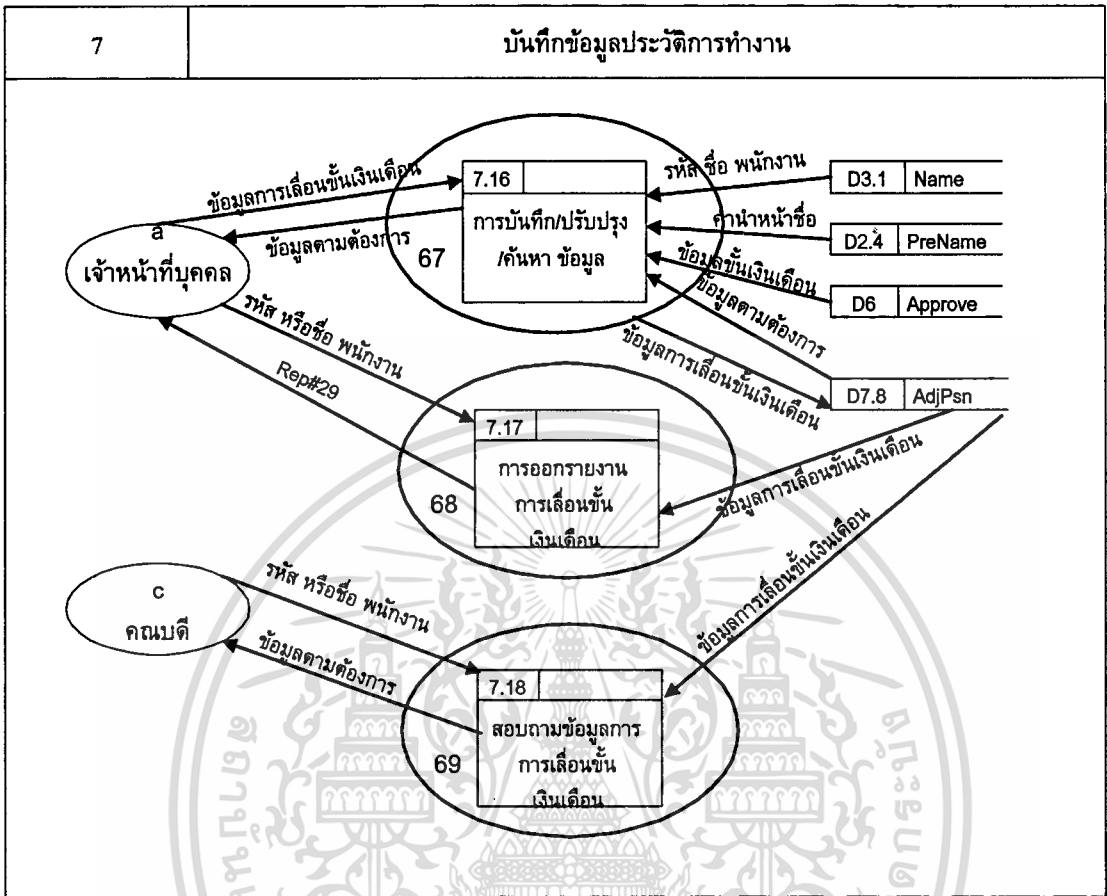 7
บันทึกข้อมูลประวัติการทำงาน
ข้อมูลการเลื่อนขั้นเงินเดือน
ข้อมูลตามต้องการ
a
เจ้าหน้าที่บุคคล
7.16
การบันทึก/ปรับปรุง
/ค้นหา ข้อมูล
67
รหัส ชื่อ พนักงาน
D3.1 Name
คำนำหน้าชื่อ
D2.4 PreName
ข้อมูลขั้นเงินเดือน
D6 Approve
ข้อมูลตามต้องการ
ข้อมูลการเลื่อนขั้นเงินเดือน
D7.8 AdjPsn
รหัส หรือชื่อ พนักงาน
Rep#29
7.17
การออกรายงาน
การเลื่อนขั้น
เงินเดือน
68
ข้อมูลการเลื่อนขั้นเงินเดือน
ข้อมูลการเลื่อนขั้นเงินเดือน
c
คณบดี
รหัส หรือชื่อ พนักงาน
ข้อมูลตามต้องการ
7.18
สอบถามข้อมูลการ
การเลื่อนขั้น
เงินเดือน
69